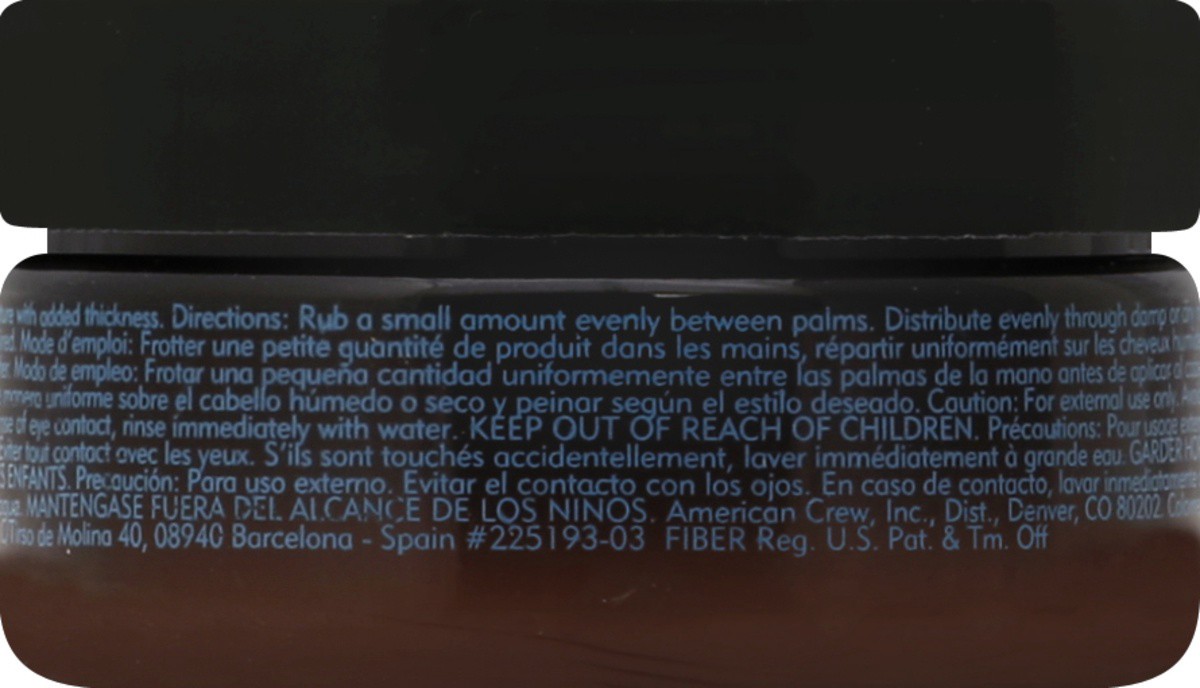 with added thickness. Directions: Rub a small amount evenly between palms. Distribute evenly through damp or
Mode d'emploi: Frotter une petite quantité de produit dans les mains, répartir uniformément sur les cheveux
Modo de empleo: Frotar una pequeña cantidad uniformemente entre las palmas de la mano antes de aplicar
uniforme sobre el cabello húmedo o seco y peinar según el estilo deseado. Caution: For external use only.
of eye contact, rinse immediately with water. KEEP OUT OF REACH OF CHILDREN. Précautions: Pour usage
tout contact avec les yeux. S'ils sont touchés accidentellement, laver immédiatement à grande eau. GARDER
ENFANTS. Precaución: Para uso externo. Evitar el contacto con los ojos. En caso de contacto, lavar
MANTENGASE FUERA DEL ALCANCE DE LOS NINOS. American Crew, Inc., Dist., Denver, CO 80202.
C/Tirso de Molina 40, 08940 Barcelona - Spain #225193-03 FIBER Reg. U.S. Pat. & Tm. Off